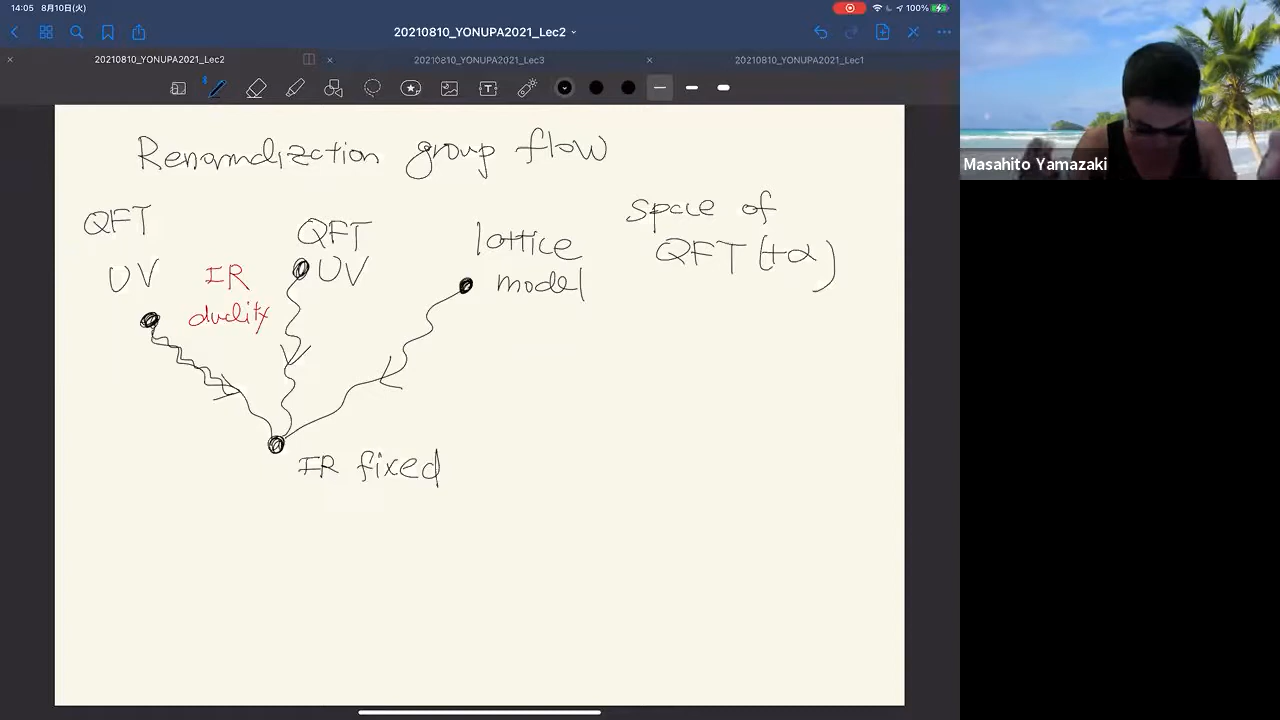 14:05 8月10日(火)
100%
20210810_YONUPA2021_Lec2
20210810_YONUPA2021_Lec2
20210810_YONUPA2021_Lec3
20210810_YONUPA2021_Lec1
Masahito Yamazaki
Renormalization group flow
space of
QFT (+α)
QFT
UV
IR
duality
QFT
UV
lattice
model
IR fixed